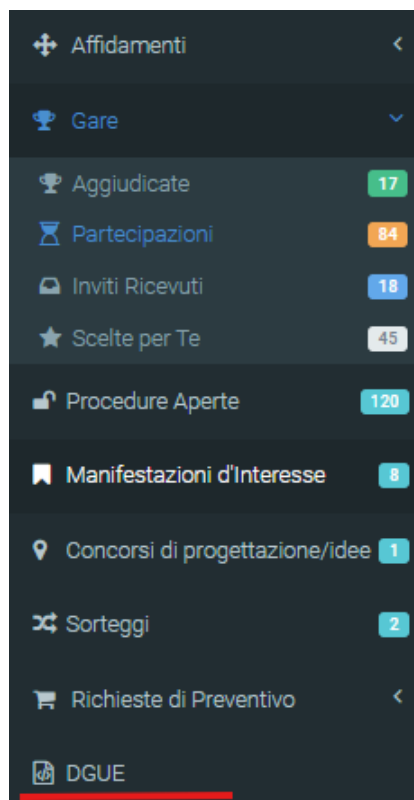 Affidamenti
Gare
Aggiudicate 17
Partecipazioni 84
Inviti Ricevuti 18
Scelte per Te 45
Procedure Aperte 120
Manifestazioni d'Interesse 8
Concorsi di progettazione/idee 1
Sorteggi 2
Richieste di Preventivo
DGUE